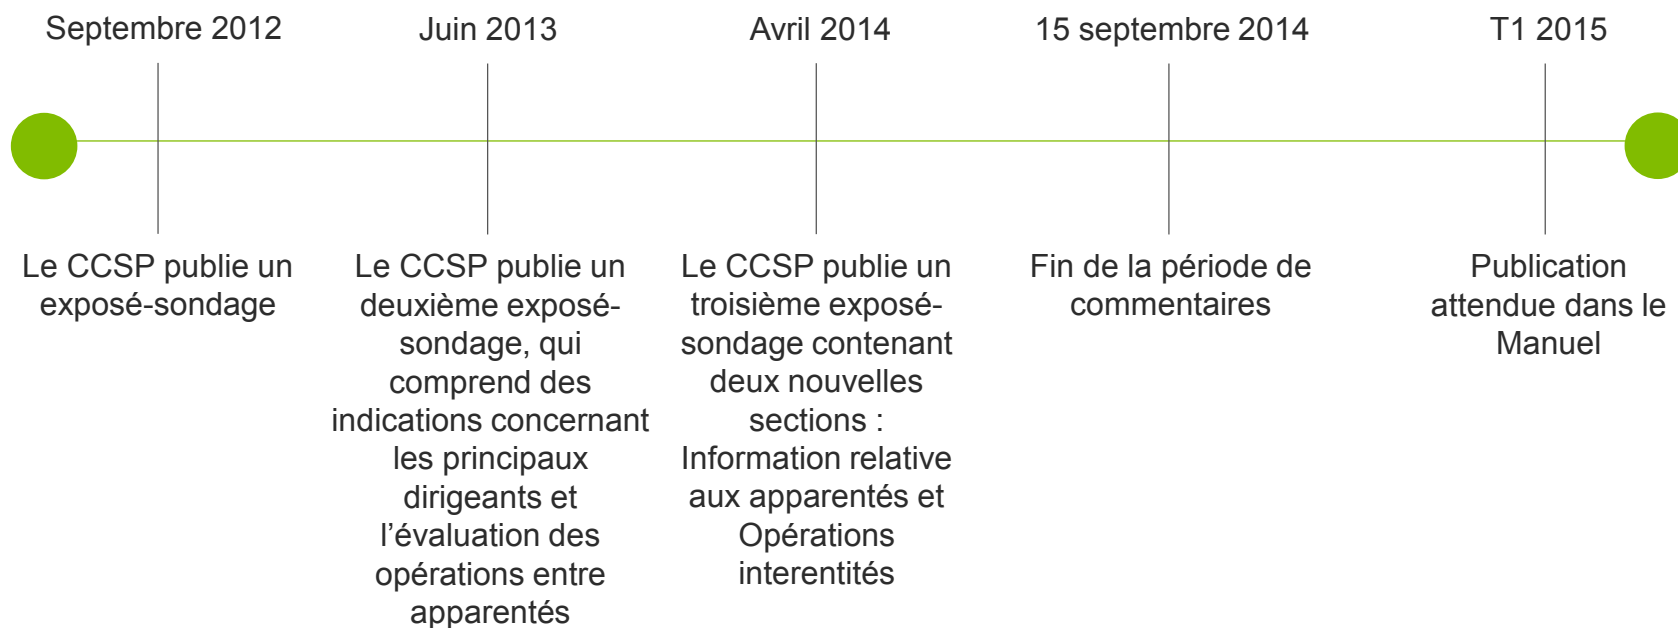 Septembre 2012
Juin 2013
Avril 2014
15 septembre 2014
T1 2015
Le CCSP publie un
exposé-sondage
Le CCSP publie un
deuxième exposé-
sondage, qui
comprend des
indications concernant
les principaux
dirigeants et
l’évaluation des
opérations entre
apparentés
Le CCSP publie un
troisième exposé-
sondage contenant
deux nouvelles
sections :
Information relative
aux apparentés et
Opérations
interentités
Fin de la période de
commentaires
Publication
attendue dans le
Manuel